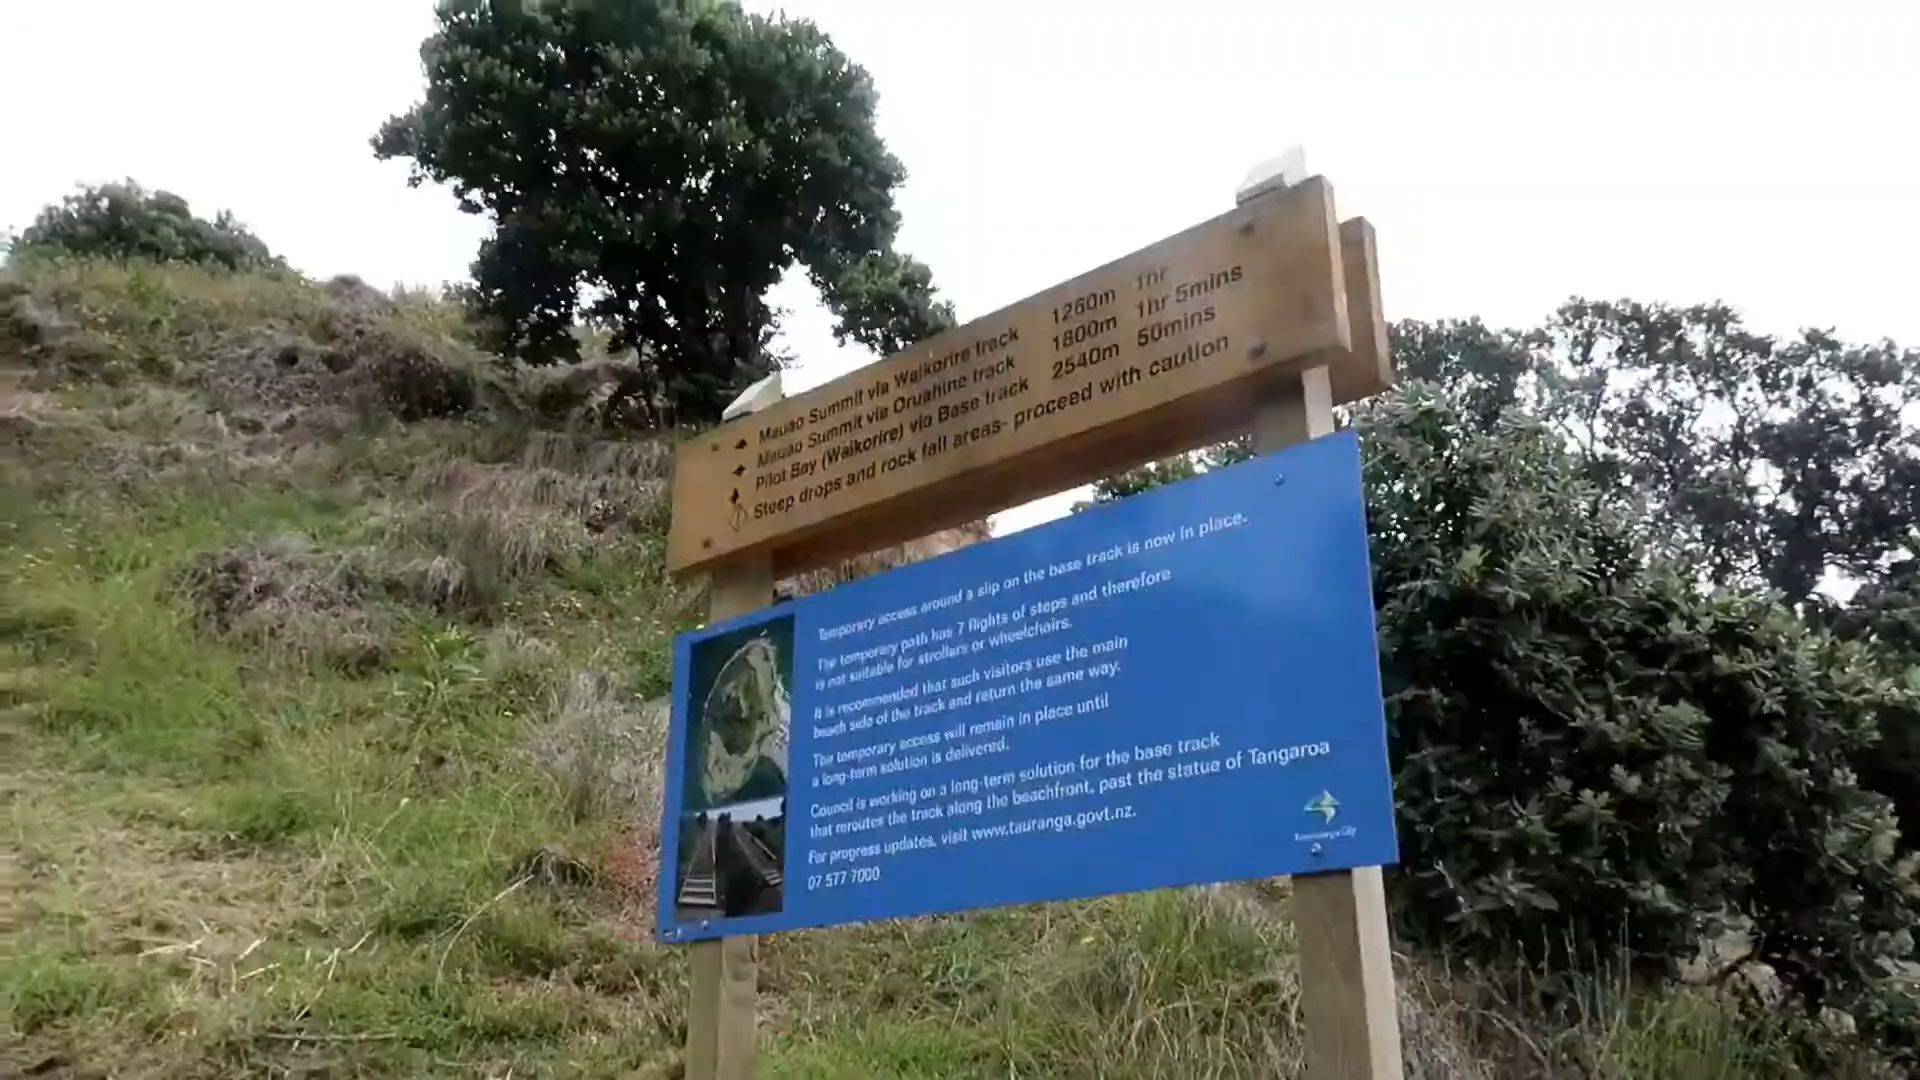 Mauao Summit via Waikorire track 1260m 1hr
Mauao Summit via Oruahine track 1800m 1hr 5mins
Pilot Bay (Waikorire) via Base track 2540m 50mins
Steep drops and rock fall areas- proceed with caution
Temporary access around a slip on the base track is now in place.
The temporary path has 7 flights of steps and therefore
is not suitable for strollers or wheelchairs.
It is recommended that such visitors use the main
beach side of the track and return the same way.
The temporary access will remain in place until
a long-term solution is delivered.
Council is working on a long-term solution for the base track
that reroutes the track along the beachfront, past the statue of Tangaroa
For progress updates, visit www.tauranga.govt.nz.
07 577 7000
Tauranga City